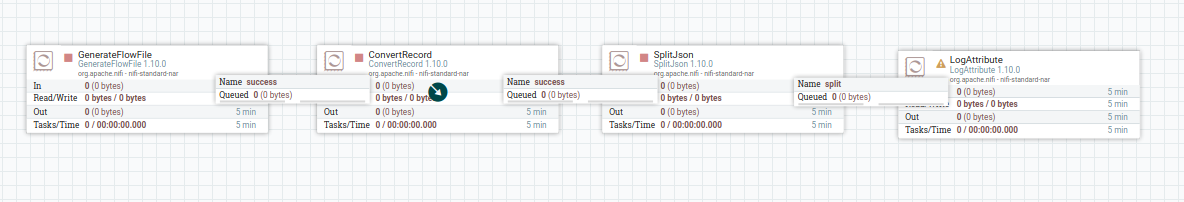 GenerateFlowFile
GenerateFlowFile 1.10.0
org.apache.nifi - nifi-standard-nar
In 0 (0 bytes)
Read/Write 0 bytes / 0 bytes
Out 0 (0 bytes) 5 min
Tasks/Time 0 / 00:00:00.000 5 min
Name success
Queued 0 (0 bytes)
ConvertRecord
ConvertRecord 1.10.0
org.apache.nifi - nifi-standard-nar
0 (0 bytes)
0 bytes / 0 bytes
Out 0 (0 bytes) 5 min
Tasks/Time 0 / 00:00:00.000 5 min
Name success
Queued 0 (0 bytes)
SplitJson
SplitJson 1.10.0
org.apache.nifi - nifi-standard-nar
0 (0 bytes)
0 bytes / 0 bytes
Out 0 (0 bytes) 5 min
Tasks/Time 0 / 00:00:00.000 5 min
Name split
Queued 0 (0 bytes)
LogAttribute
LogAttribute 1.10.0
org.apache.nifi - nifi-standard-nar
0 (0 bytes) 5 min
0 bytes / 0 bytes 5 min
Out 0 (0 bytes) 5 min
Tasks/Time 0 / 00:00:00.000 5 min